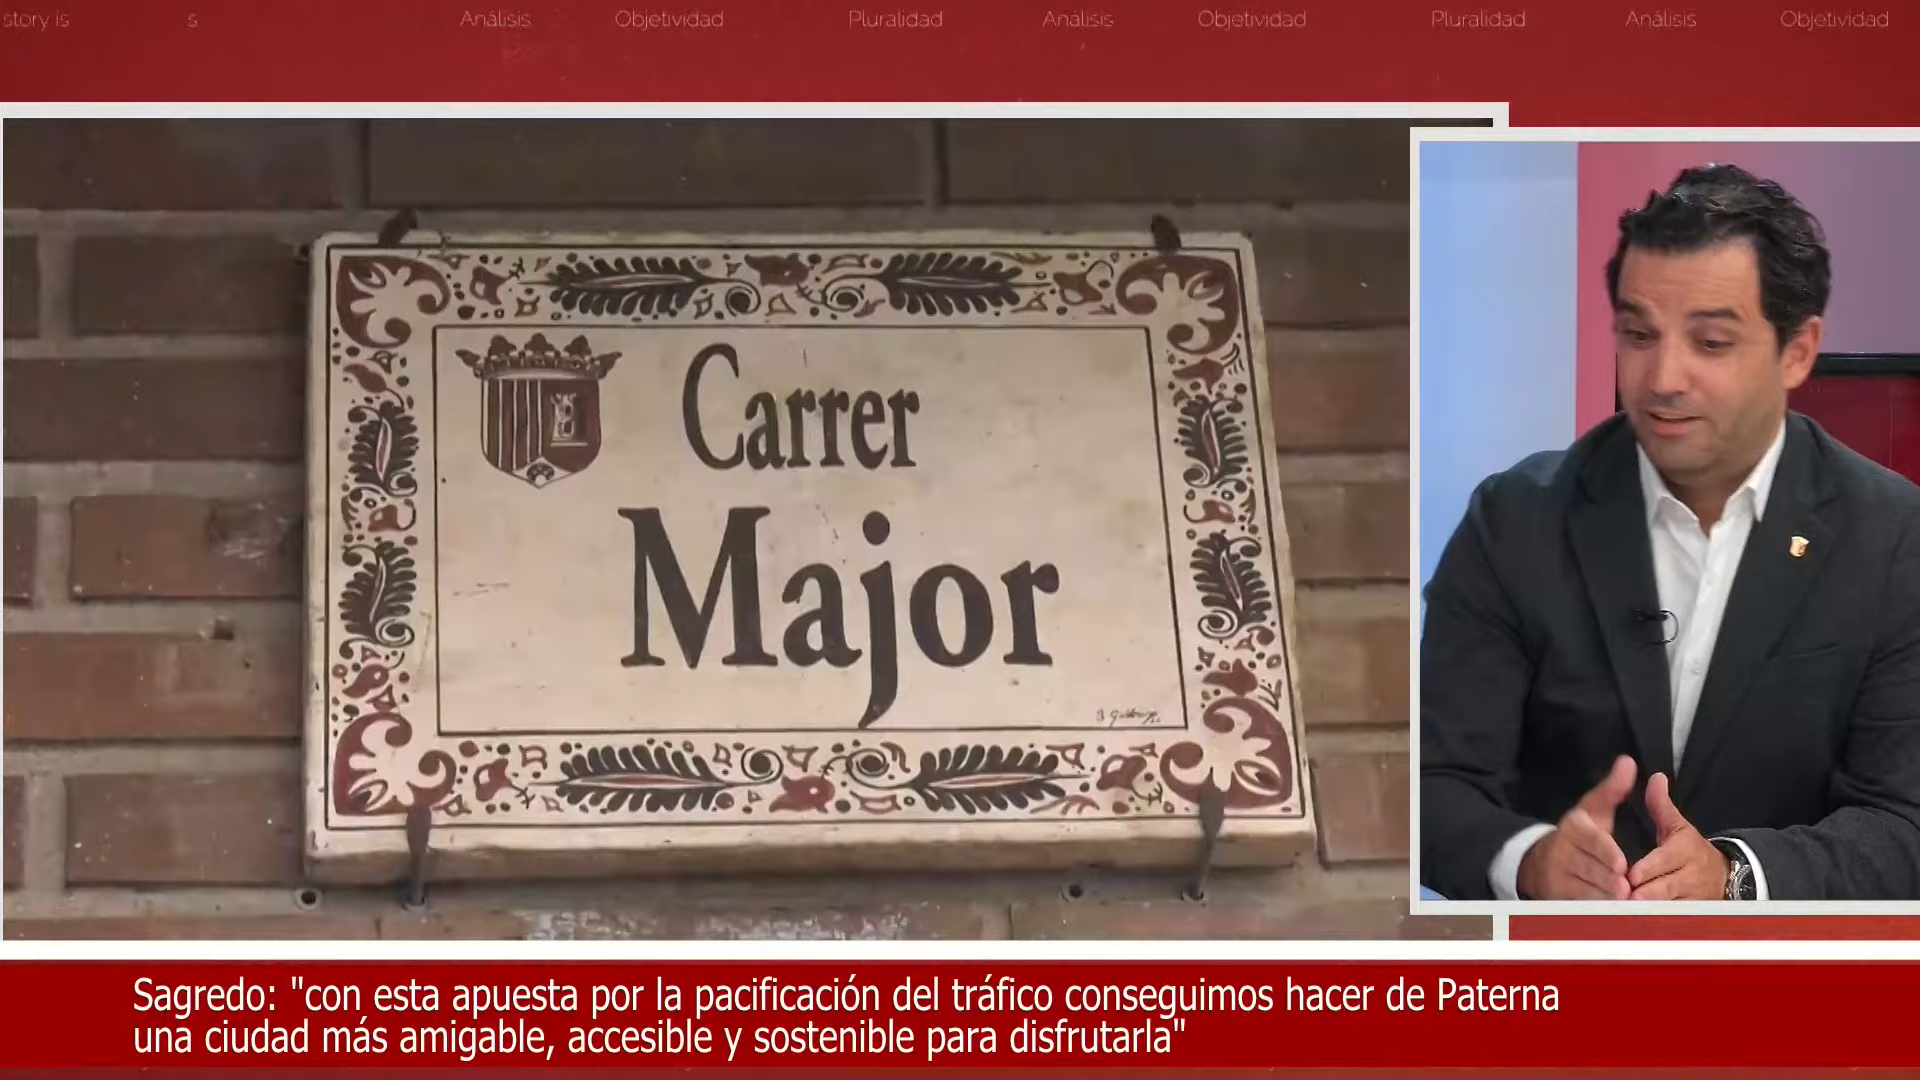 story is s Análisis Objetividad Pluralidad Análisis Objetividad Pluralidad Análisis Objetividad
Carrer
Major
Sagredo: "con esta apuesta por la pacificación del tráfico conseguimos hacer de Paterna
una ciudad más amigable, accesible y sostenible para disfrutarla"